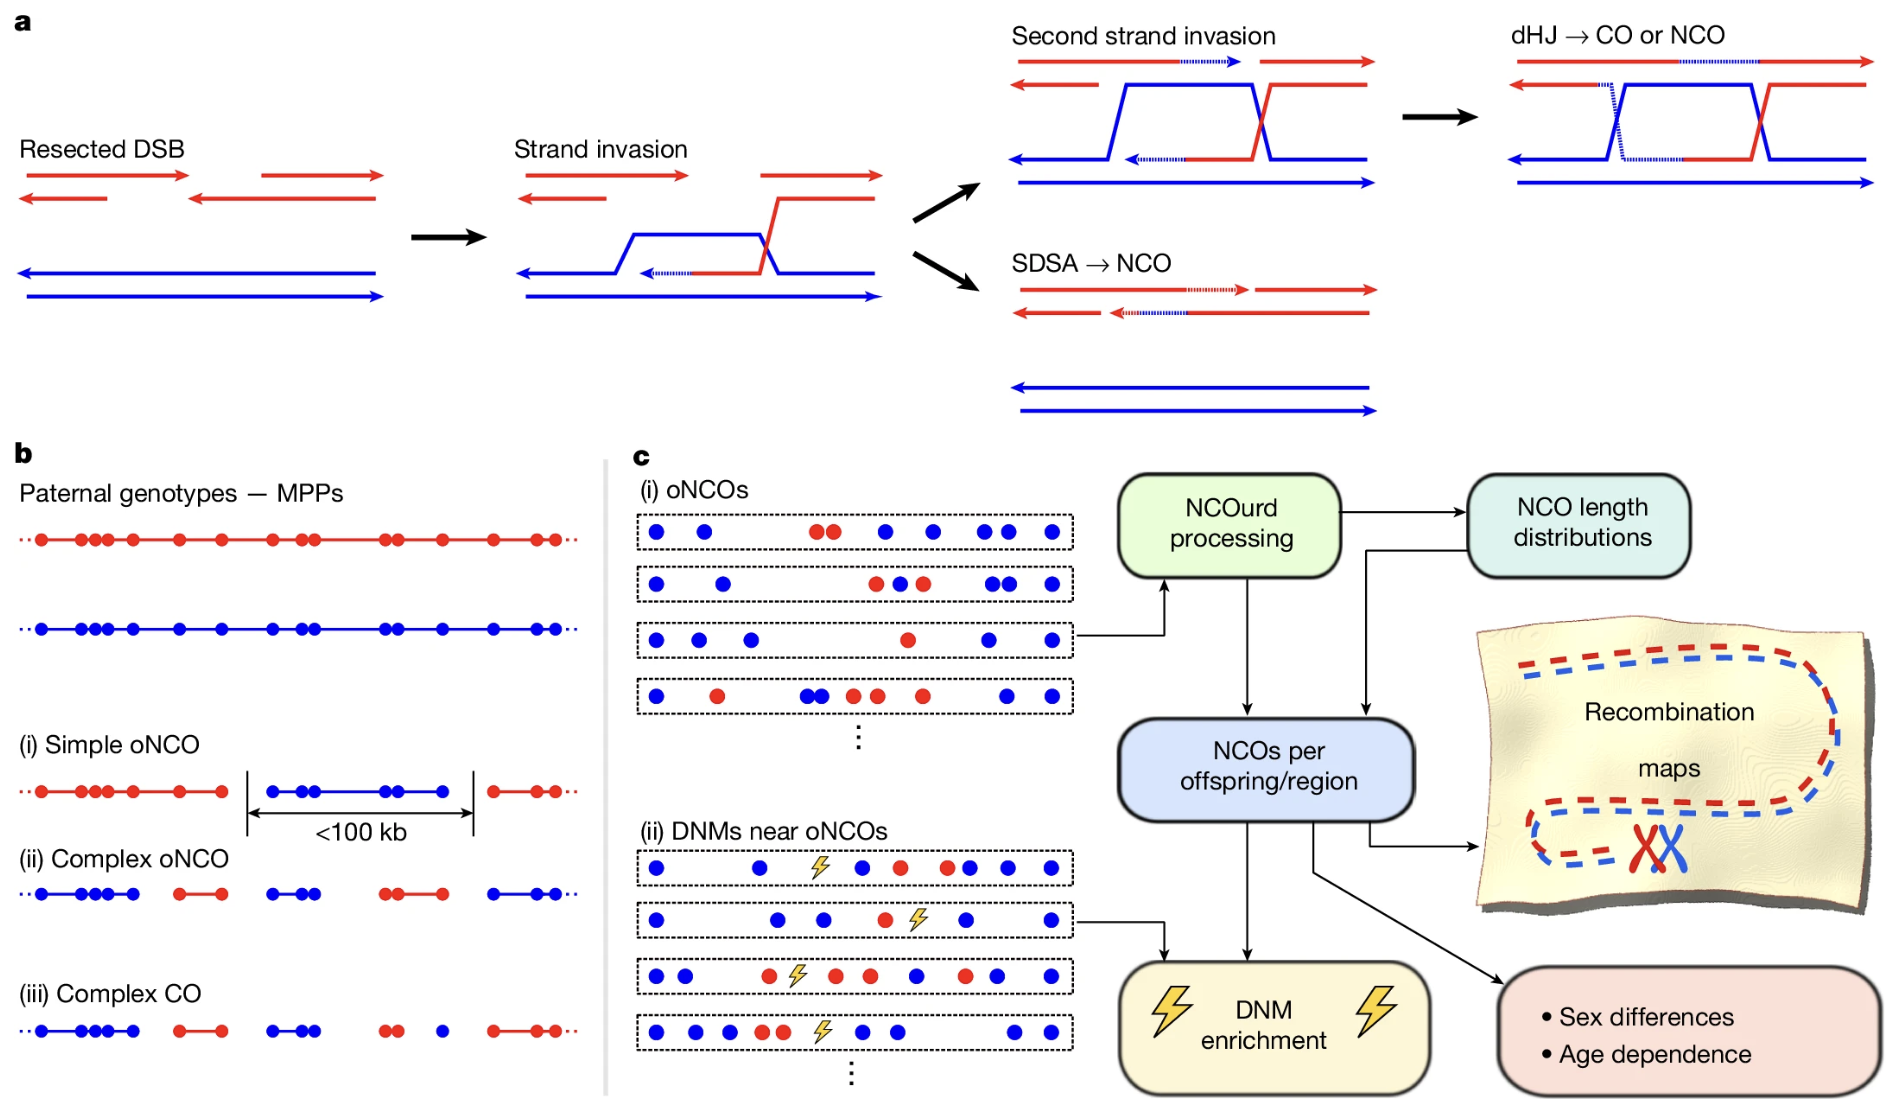 a
Resected DSB
Strand invasion
Second strand invasion
dHJ → CO or NCO
SDSA → NCO
b
Paternal genotypes — MPPs
(i) Simple oNCO
<100 kb
(ii) Complex oNCO
(iii) Complex CO
c
(i) oNCOs
(ii) DNMs near oNCOs
NCOurd
processing
NCO length
distributions
NCOs per
offspring/region
Recombination
maps
DNM
enrichment
• Sex differences
• Age dependence